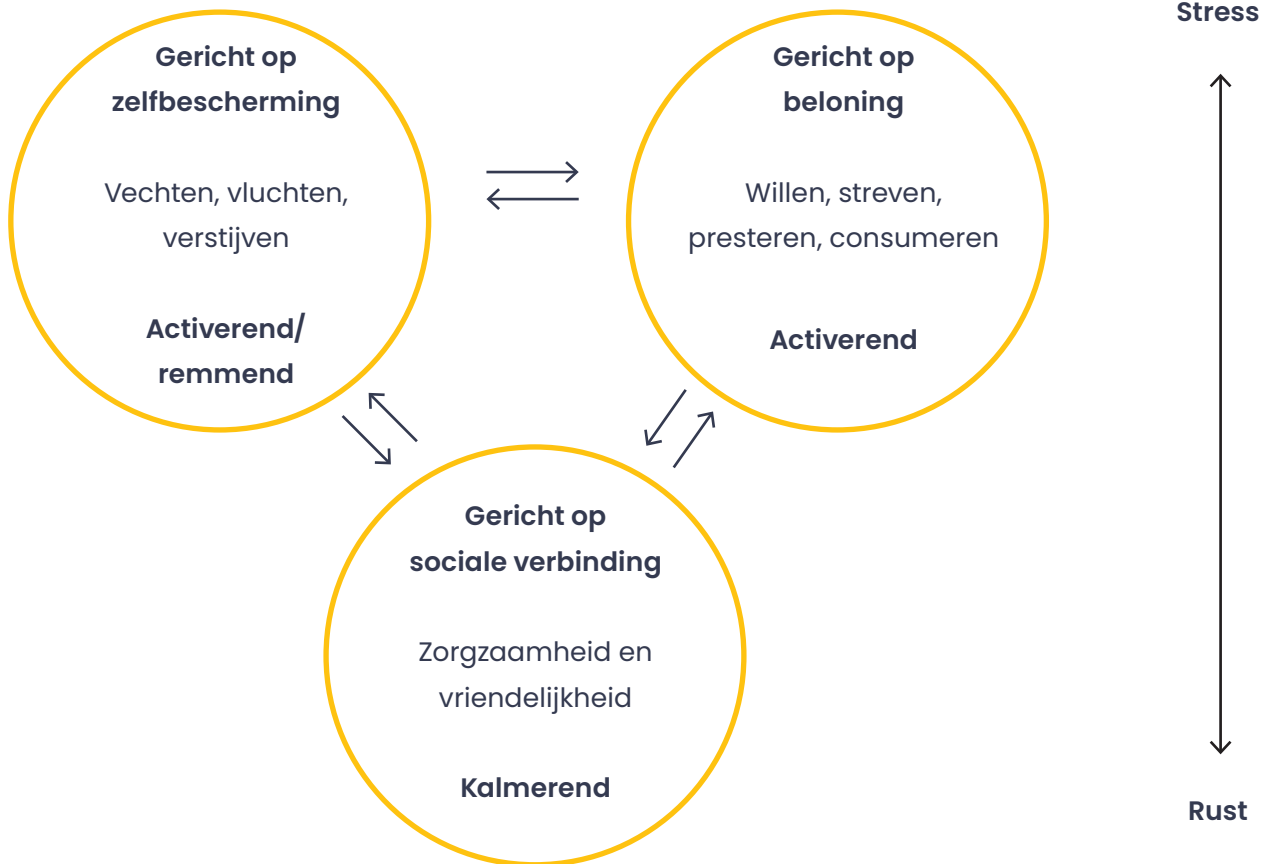 Stress
Gericht op
zelfbescherming
Vechten, vluchten,
verstijven
Activerend/
remmend
Gericht op
beloning
Willen, streven,
presteren, consumeren
Activerend
Gericht op
sociale verbinding
Zorgzaamheid en
vriendelijkheid
Kalmerend
Rust